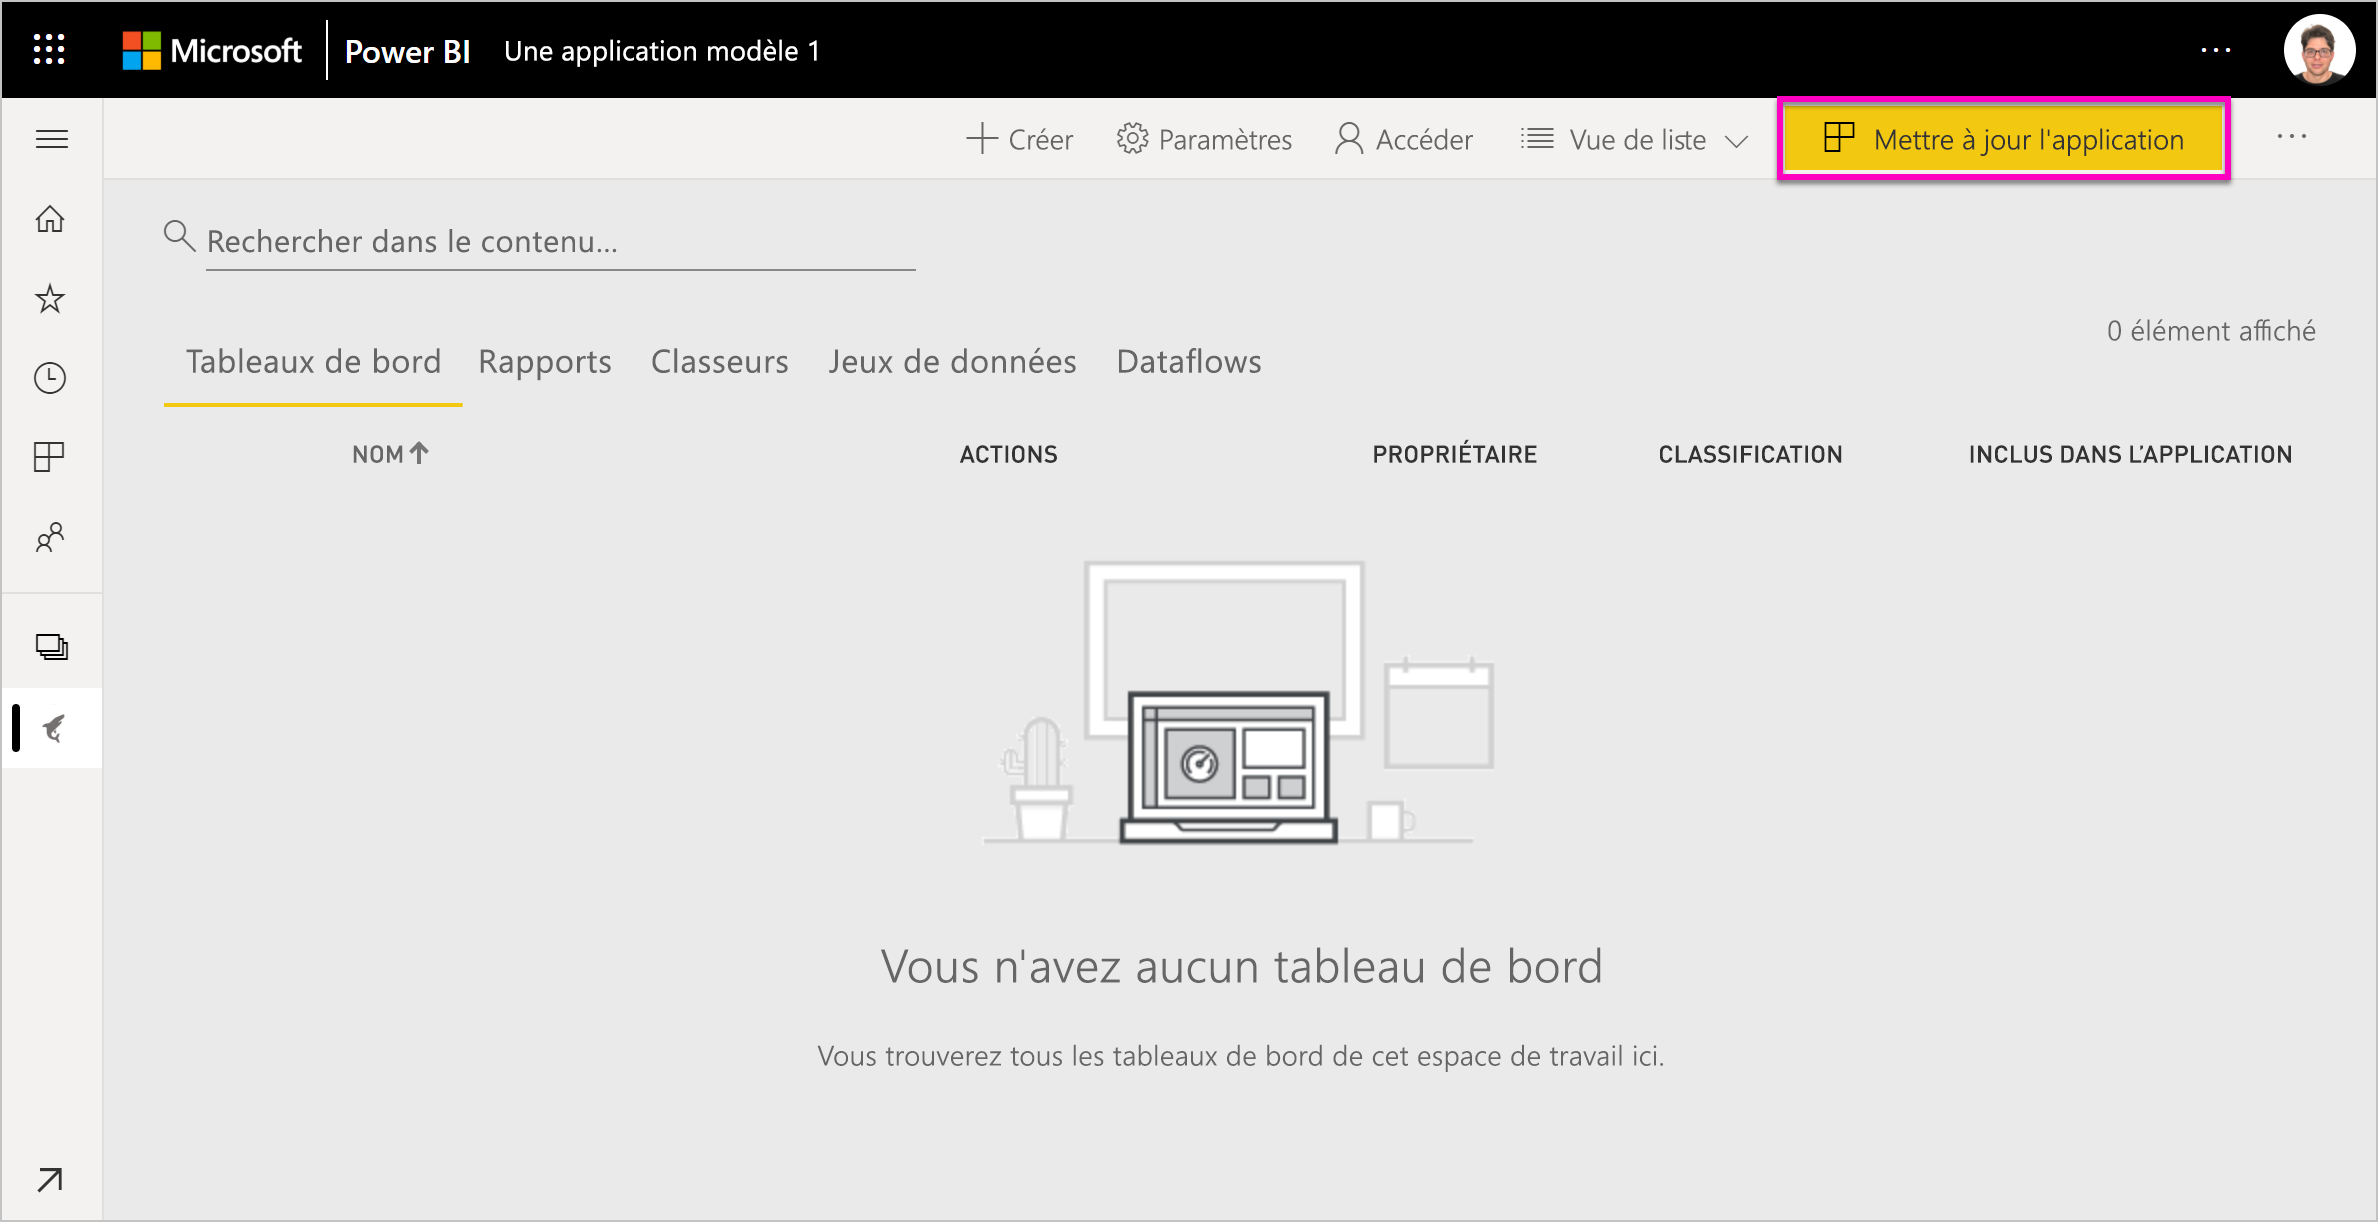 Microsoft Power BI Une application modèle 1 ...
Créer Paramètres Accéder Vue de liste Mettre à jour l'application ...
Rechercher dans le contenu...
0 élément affiché
Tableaux de bord Rapports Classeurs Jeux de données Dataflows
NOM ACTIONS PROPRIÉTAIRE CLASSIFICATION INCLUS DANS L'APPLICATION
Vous n'avez aucun tableau de bord
Vous trouverez tous les tableaux de bord de cet espace de travail ici.